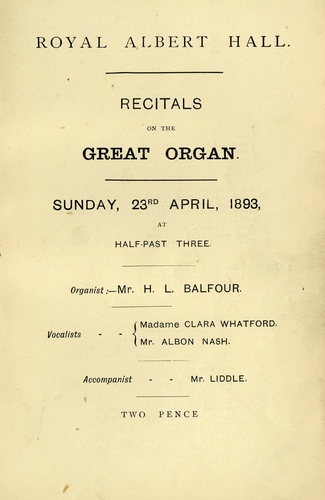 ROYAL ALBERT HALL.
RECITALS
ON THE
GREAT ORGAN.
SUNDAY, 23RD APRIL, 1893,
AT
HALF-PAST THREE.
Organist:—Mr. H. L. BALFOUR.
Vocalists - - { Madame CLARA WHATFORD.
Mr. ALBON NASH.
Accompanist - - Mr. LIDDLE.
TWO PENCE